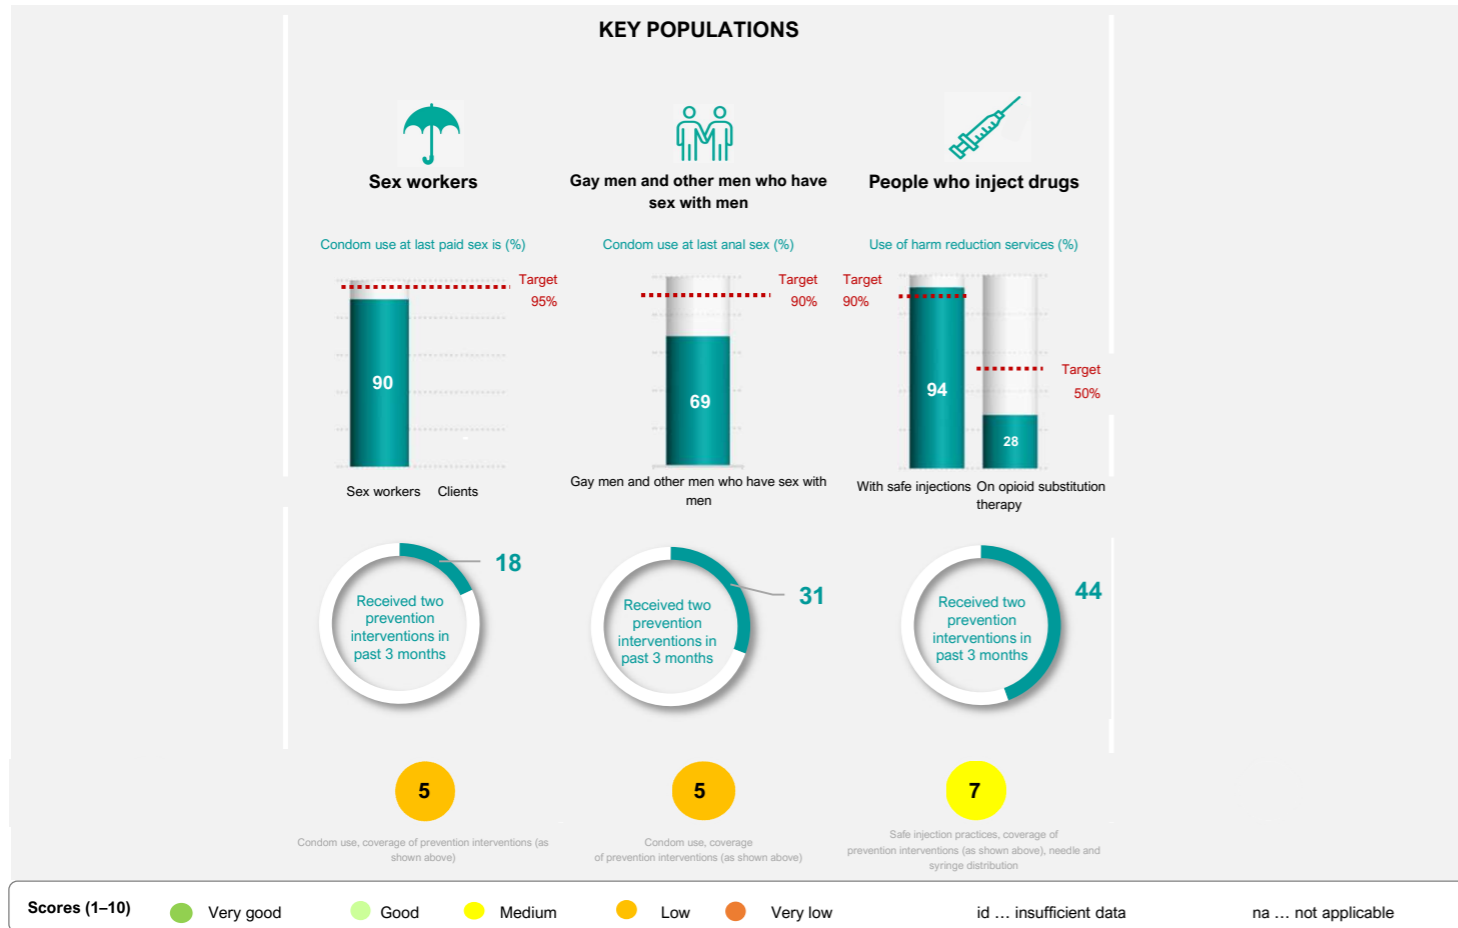 KEY POPULATIONS
Sex workers
Gay men and other men who have
sex with men
People who inject drugs
Condom use at last paid sex is (%)
Condom use at last anal sex (%)
Use of harm reduction services (%)
Target
95%
90
Sex workers
Clients
Target
90%
69
Gay men and other men who have sex with
men
Target
90%
94
Target
50%
28
With safe injections
On opioid substitution
therapy
18
Received two
prevention
interventions in
past 3 months
31
Received two
prevention
interventions in
past 3 months
44
Received two
prevention
interventions in
past 3 months
5
Condom use, coverage of prevention interventions (as
shown above)
5
Condom use, coverage
of prevention interventions (as shown above)
7
Safe injection practices, coverage of
prevention interventions (as shown above), needle and
syringe distribution
Scores (1–10)
Very good
Good
Medium
Low
Very low
id ... insufficient data
na ... not applicable